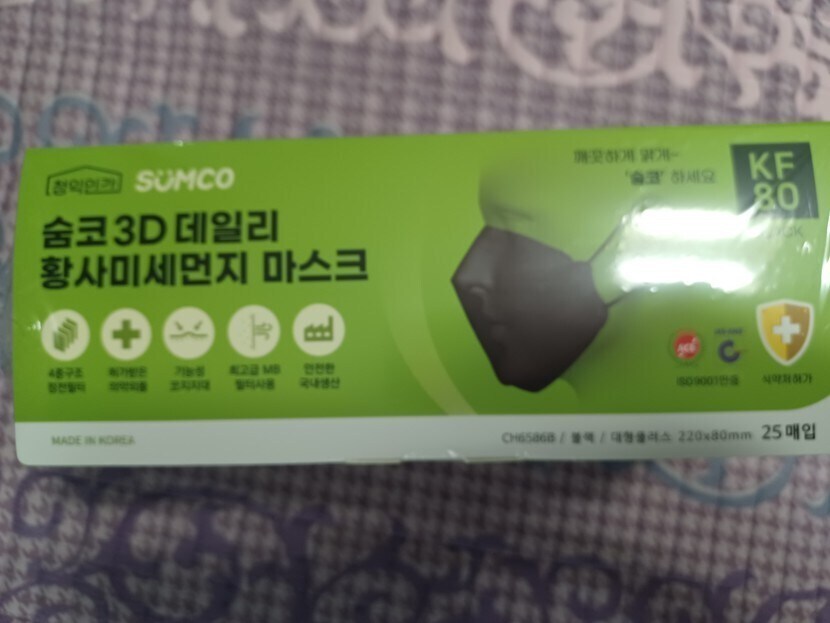 청악인가
SUMCO
깨끗하게 맑게~
'숨코' 하세요
KF
80
숨코 3D 데일리
황사미세먼지 마스크
4중구조
정전필터
허가받은
의약외품
기능성
코지지대
최고급 MB
필터사용
안전한
국내생산
ISO9001인증
식약처허가
MADE IN KOREA
CH6586B / 블랙 / 대형플러스 220x80mm 25매입